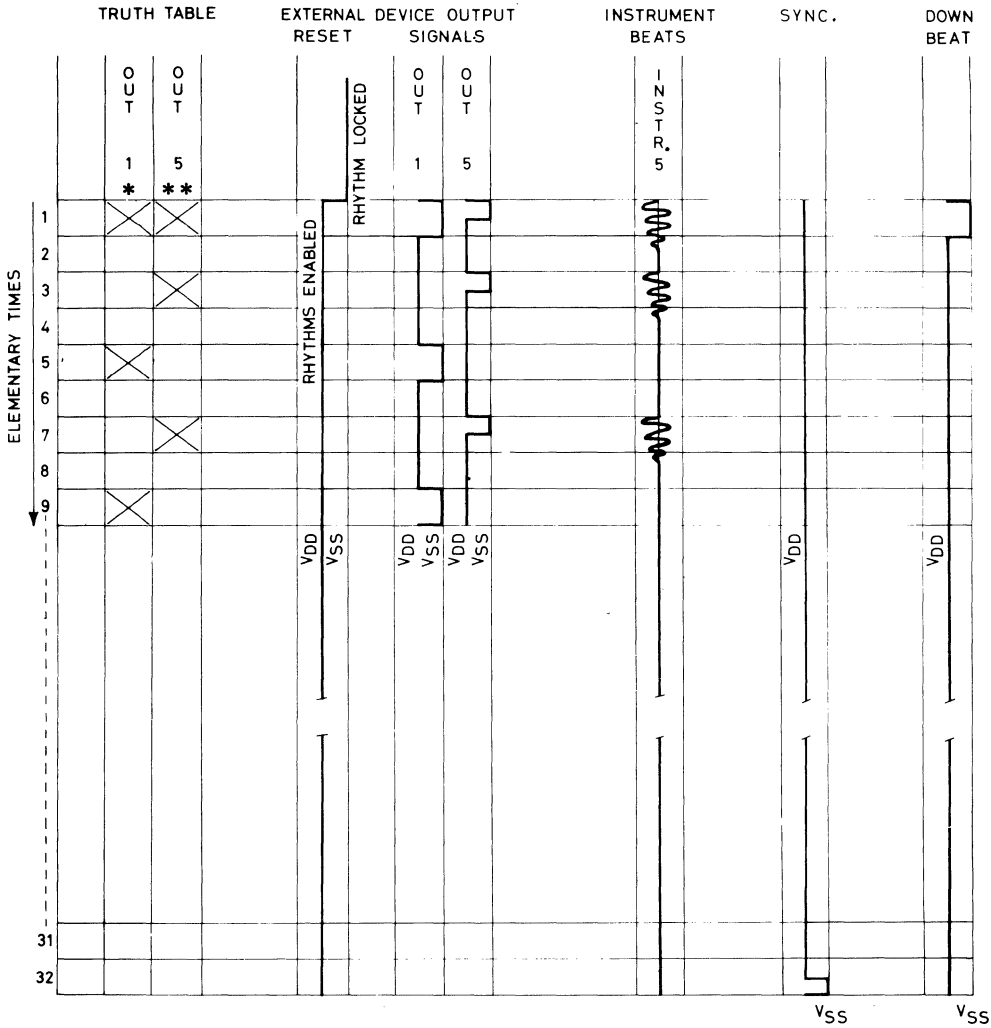 TRUTH TABLE
EXTERNAL RESET
DEVICE OUTPUT SIGNALS
INSTRUMENT BEATS
SYNC.
DOWN BEAT
OUT 1 *
OUT 5 **
RHYTHM LOCKED
RHYTHMS ENABLED
OUT 1
OUT 5
INSTR. 5
ELEMENTARY TIMES
1
2
3
4
5
6
7
8
9
VDD VSS
VDD VSS
VDD VSS
VDD
VDD
31
32
VSS
VSS